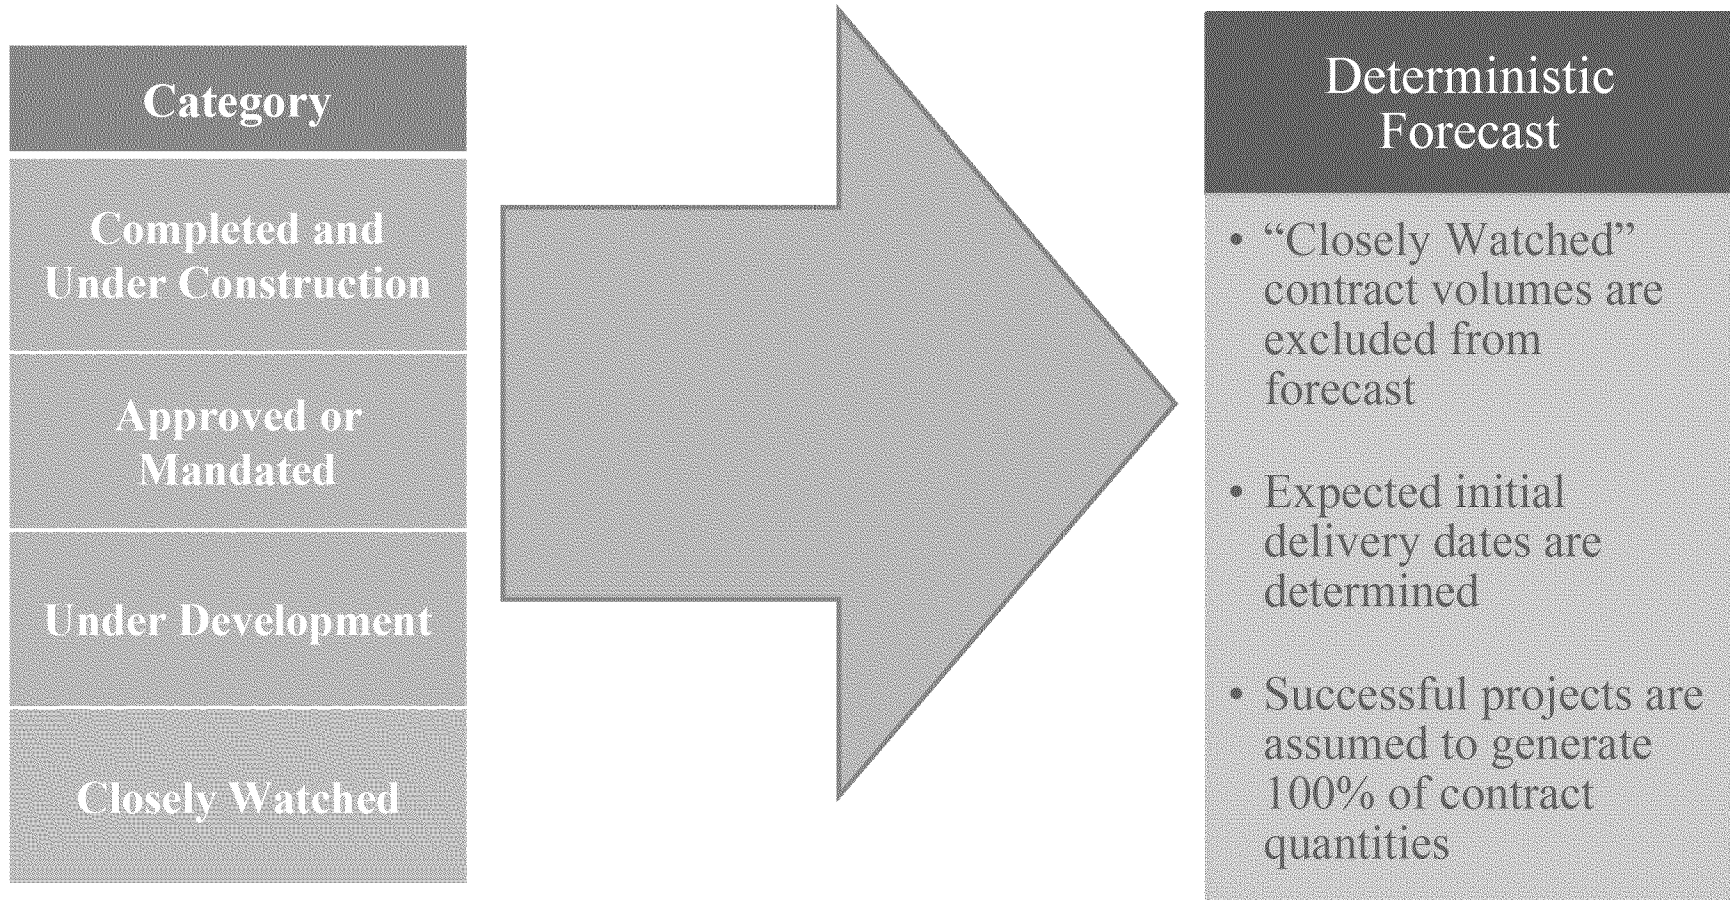 Category
Completed and
Under Construction
Approved or
Mandated
Under Development
Closely Watched
Deterministic
Forecast
• “Closely Watched”
contract volumes are
excluded from
forecast
• Expected initial
delivery dates are
determined
• Successful projects are
assumed to generate
100% of contract
quantities